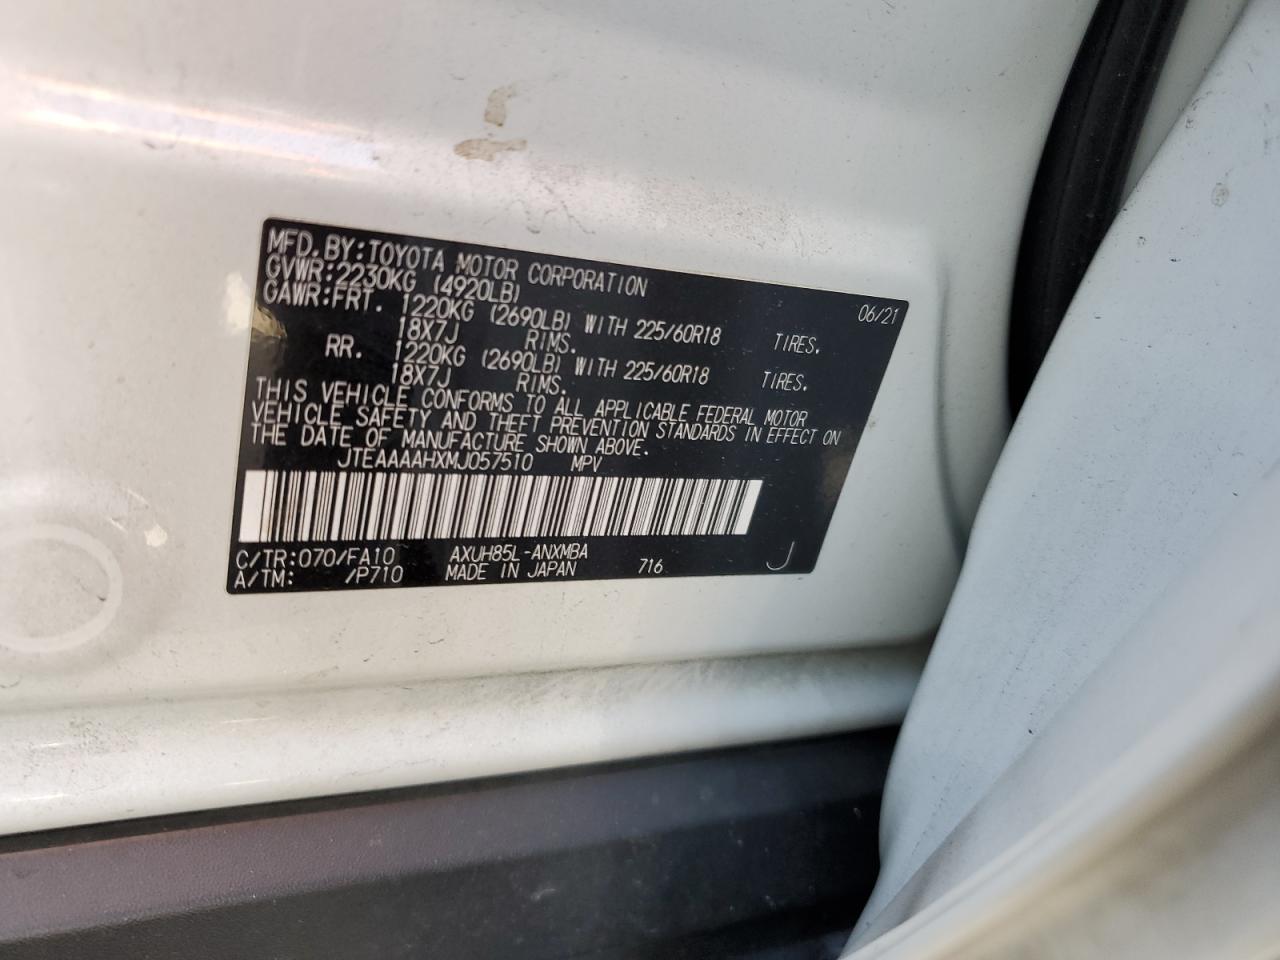 MFD. BY: TOYOTA MOTOR CORPORATION 06/21
GVWR: 2230KG (4920LB)
GAWR: FRT. 1220KG (2690LB) WITH 225/60R18 TIRES.
18X7J RIMS.
RR. 1220KG (2690LB) WITH 225/60R18 TIRES.
18X7J RIMS.
THIS VEHICLE CONFORMS TO ALL APPLICABLE FEDERAL MOTOR
VEHICLE SAFETY AND THEFT PREVENTION STANDARDS IN EFFECT ON
THE DATE OF MANUFACTURE SHOWN ABOVE.
JTEAAAAHXMJ057510 MPV
C/TR: 070/FA10 AXUH85L-ANXMBA
A/TM: /P710 MADE IN JAPAN 716 J